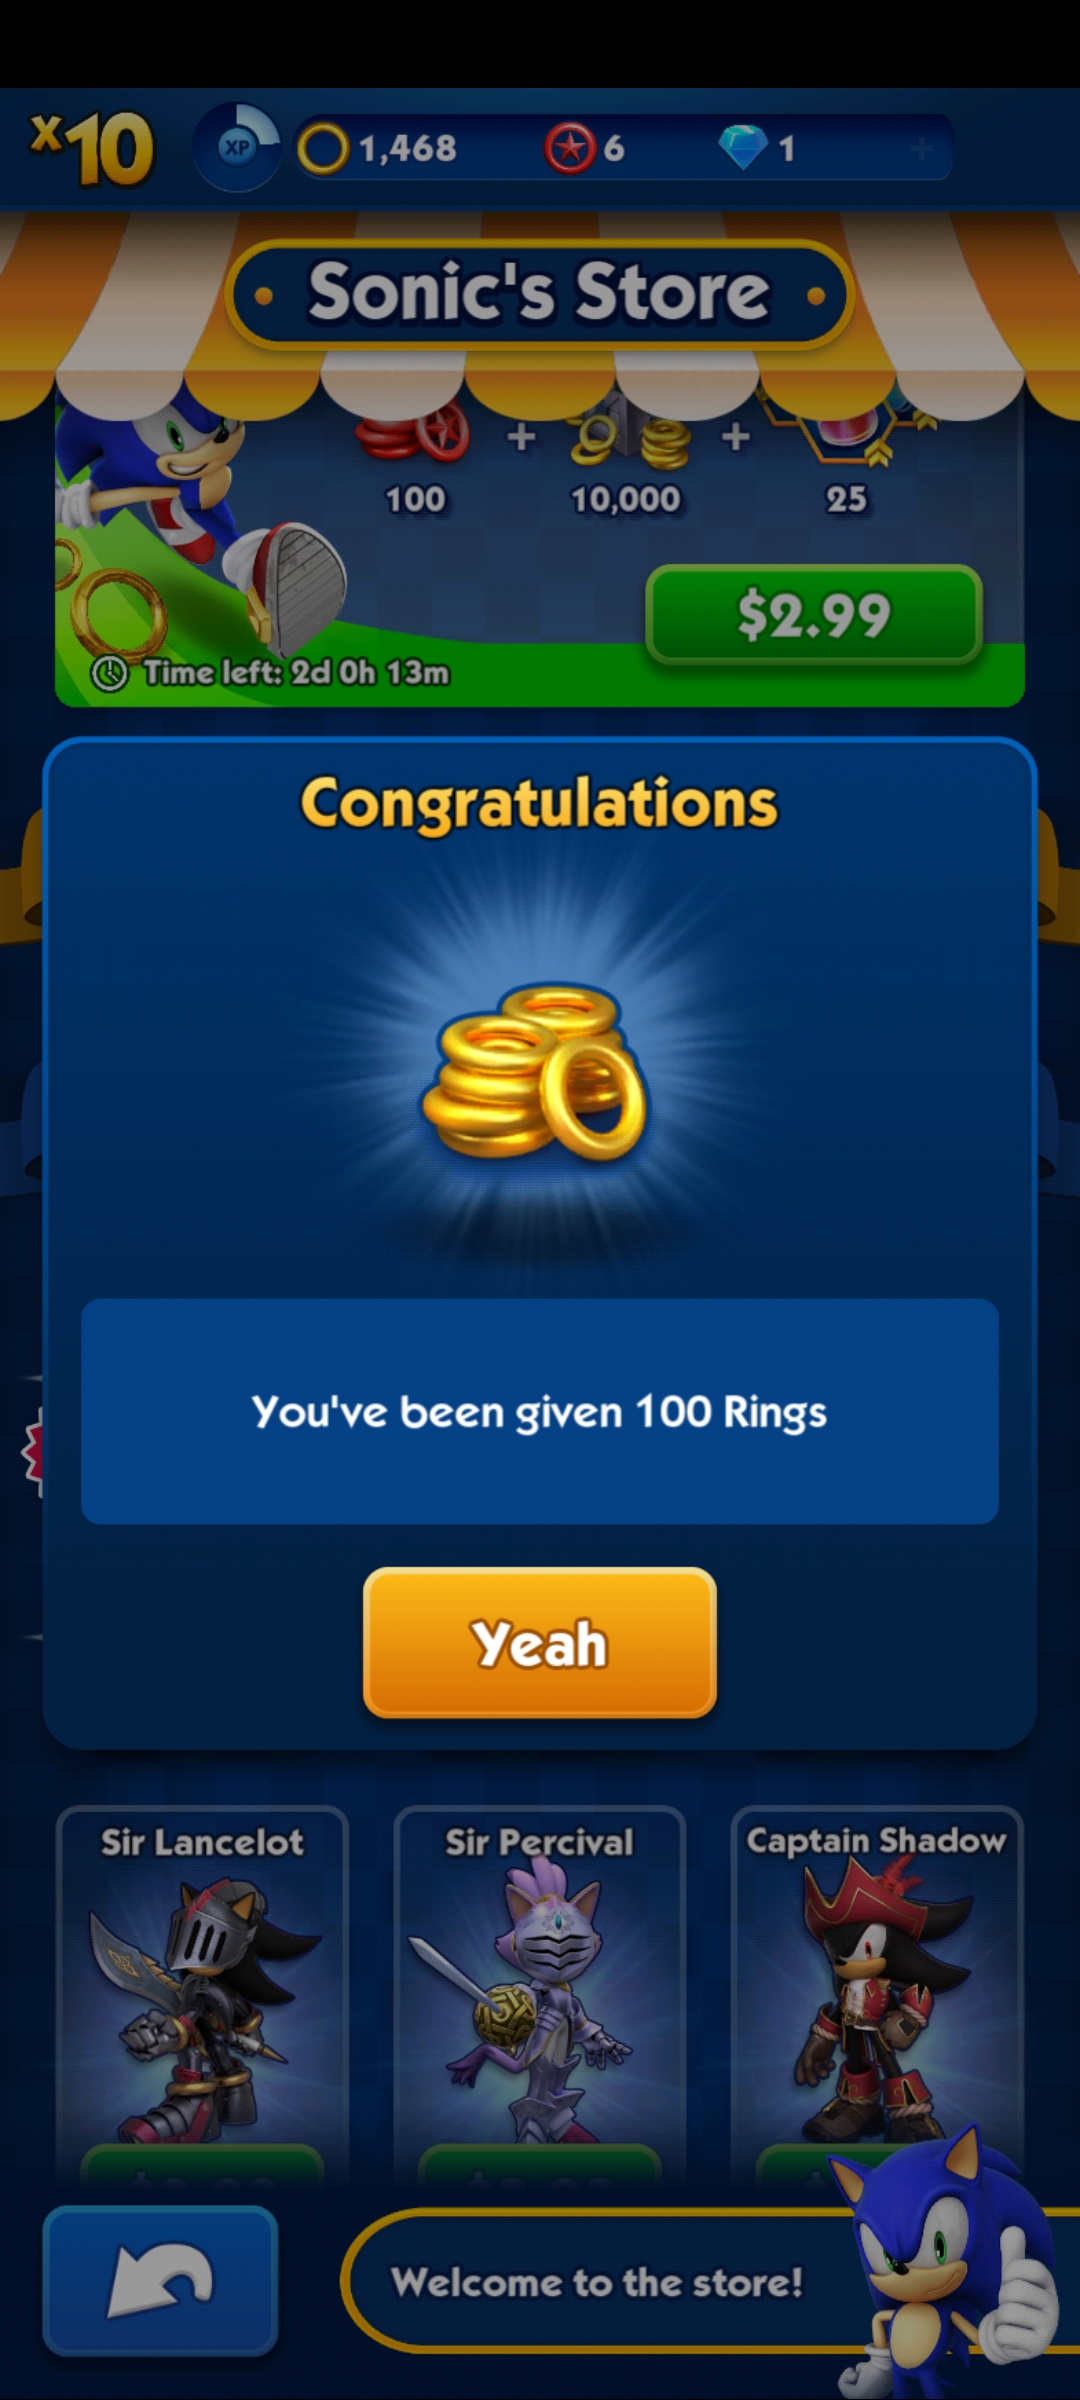 x10
XP
1,468
6
1
+
Sonic's Store
+
+
100
10,000
25
$2.99
Time left: 2d 0h 13m
Congratulations
You've been given 100 Rings
Yeah
Sir Lancelot
Sir Percival
Captain Shadow
Welcome to the store!